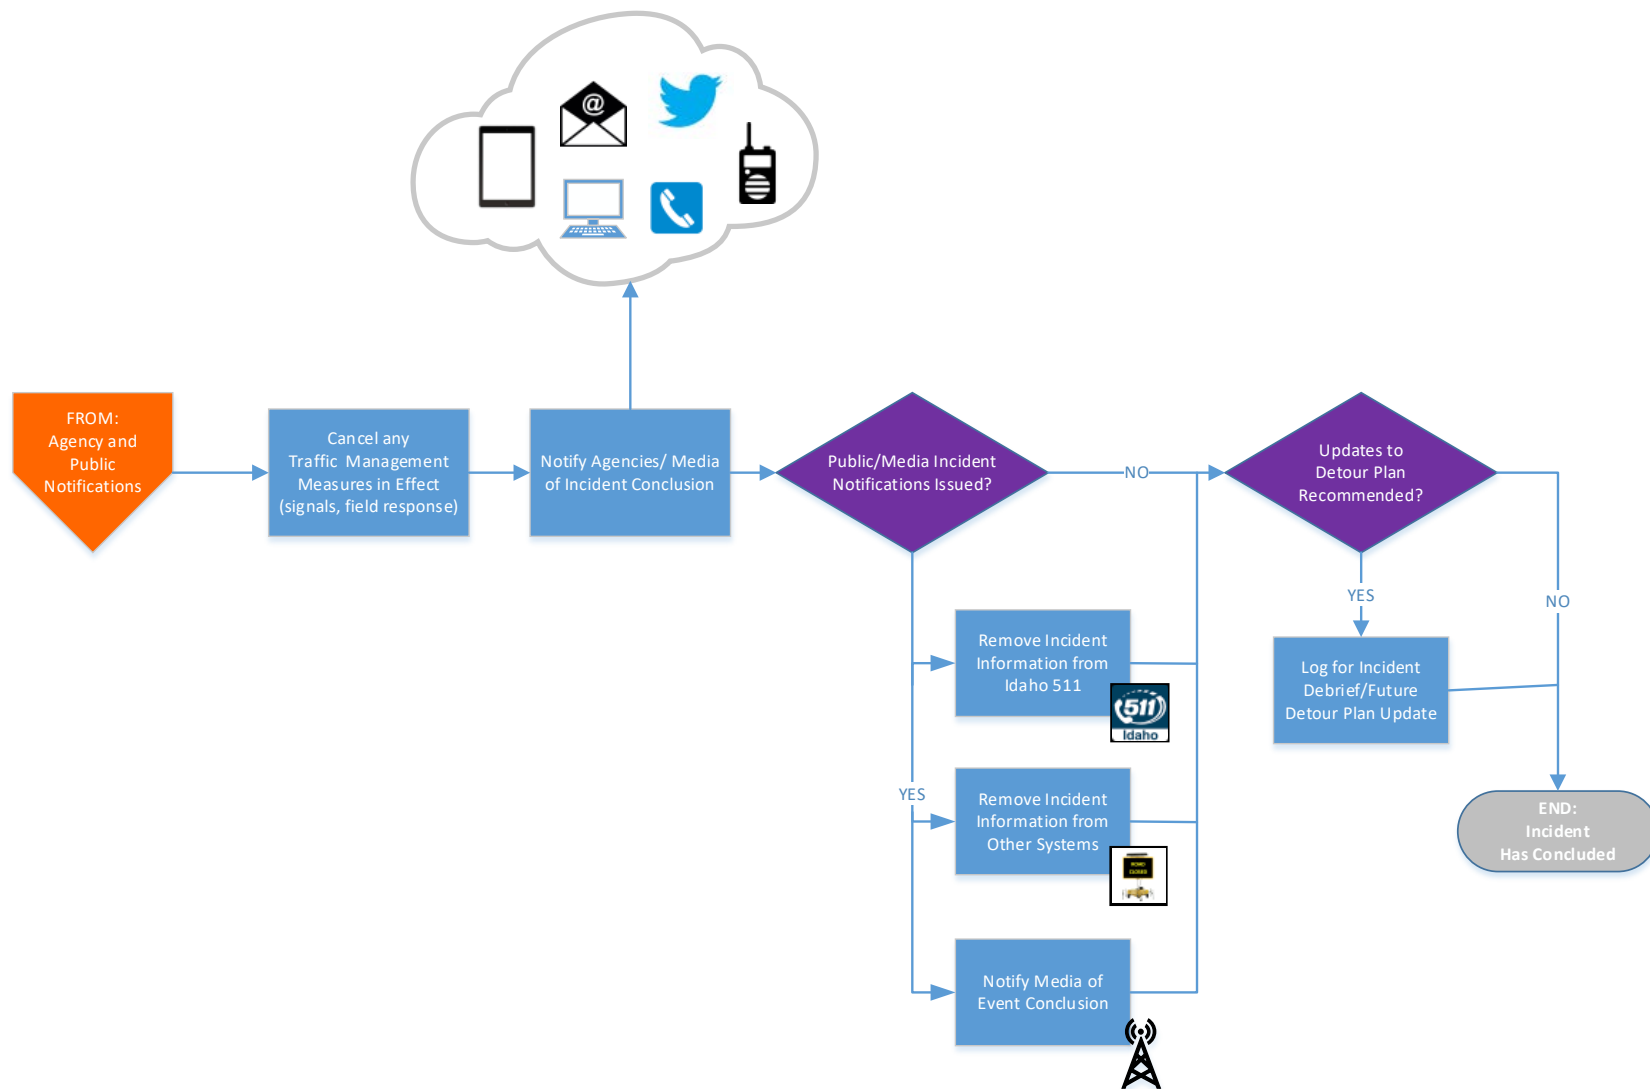 @
FROM:
Agency and
Public
Notifications
Cancel any
Traffic Management
Measures in Effect
(signals, field response)
Notify Agencies/ Media
of Incident Conclusion
Public/Media Incident
Notifications Issued?
NO
Updates to
Detour Plan
Recommended?
YES
NO
Remove Incident
Information from
Idaho 511
511
Idaho
Log for Incident
Debrief/Future
Detour Plan Update
YES
Remove Incident
Information from
Other Systems
ROAD
CLOSED
END:
Incident
Has Concluded
Notify Media of
Event Conclusion